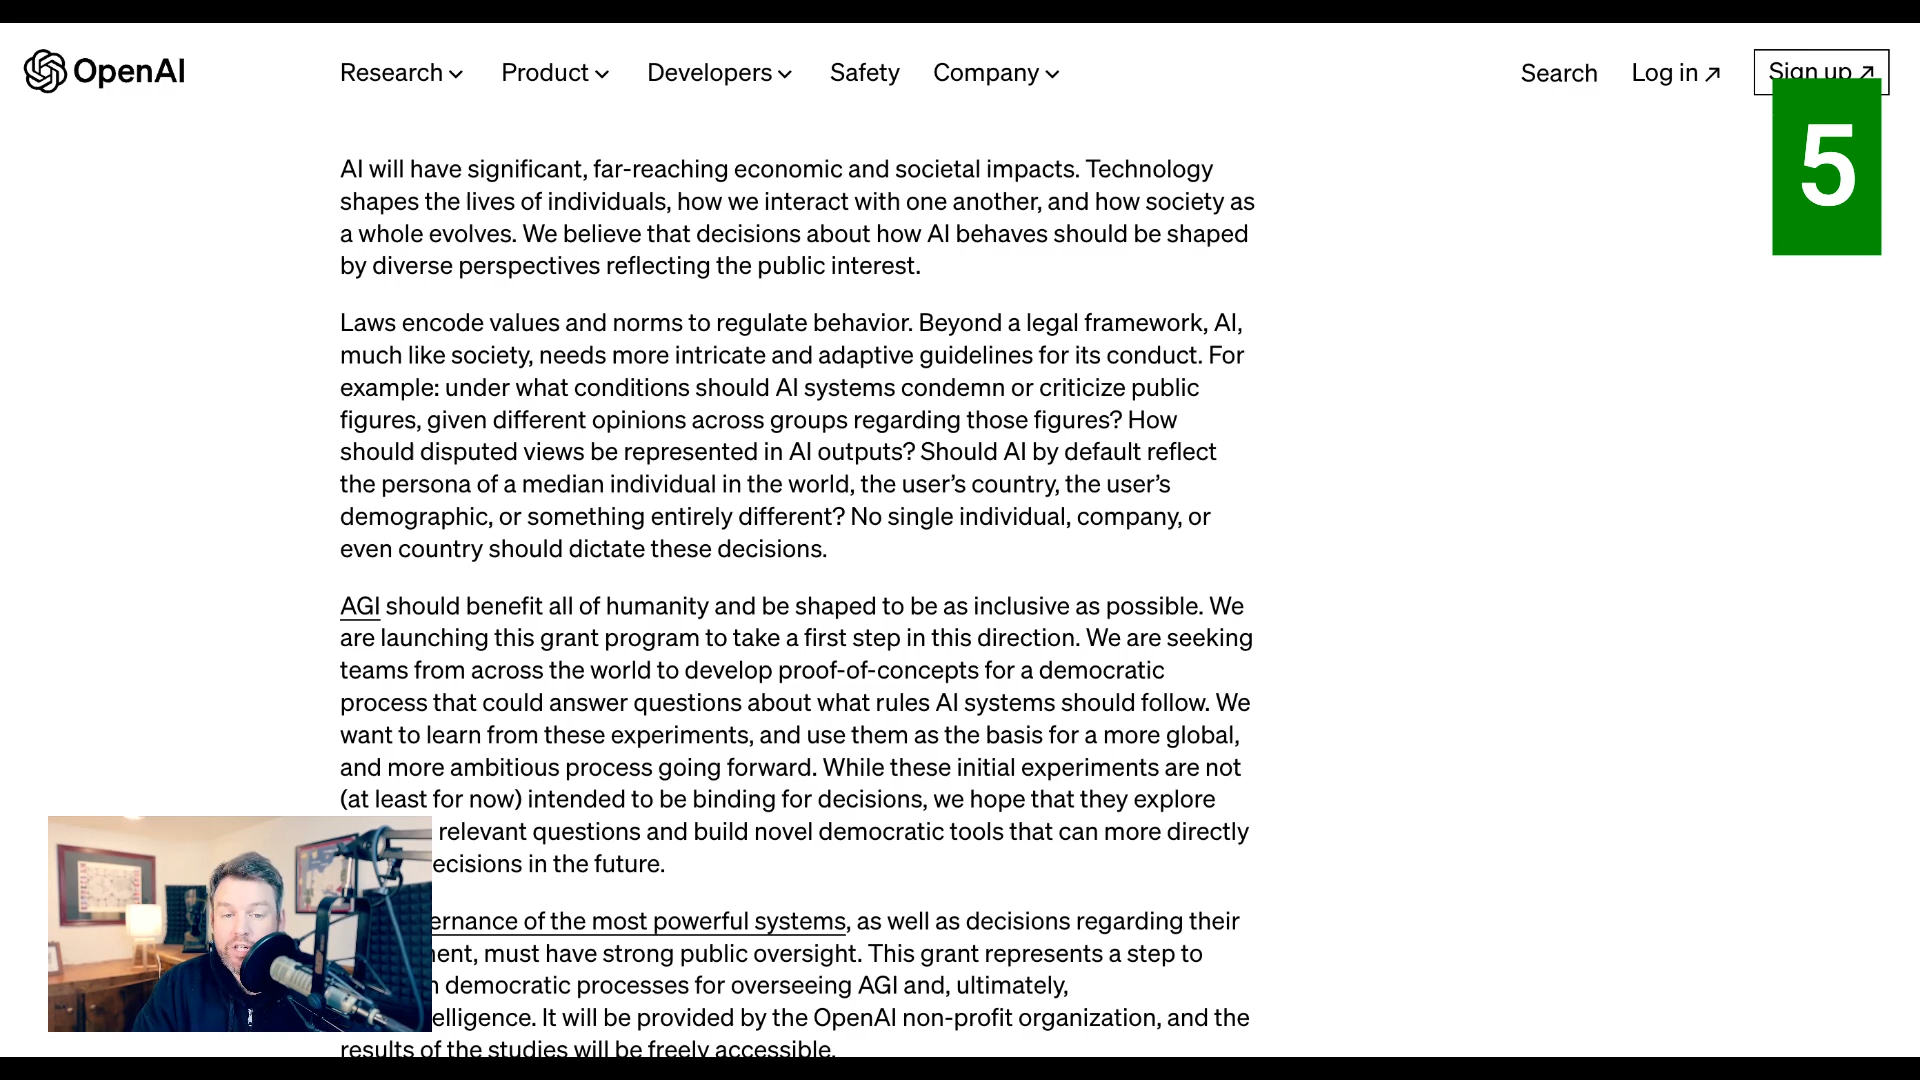 OpenAI
Research
Product
Developers
Safety
Company
Search
Log in
Sign up
5
AI will have significant, far-reaching economic and societal impacts. Technology
shapes the lives of individuals, how we interact with one another, and how society as
a whole evolves. We believe that decisions about how AI behaves should be shaped
by diverse perspectives reflecting the public interest.
Laws encode values and norms to regulate behavior. Beyond a legal framework, AI,
much like society, needs more intricate and adaptive guidelines for its conduct. For
example: under what conditions should AI systems condemn or criticize public
figures, given different opinions across groups regarding those figures? How
should disputed views be represented in AI outputs? Should AI by default reflect
the persona of a median individual in the world, the user’s country, the user’s
demographic, or something entirely different? No single individual, company, or
even country should dictate these decisions.
AGI should benefit all of humanity and be shaped to be as inclusive as possible. We
are launching this grant program to take a first step in this direction. We are seeking
teams from across the world to develop proof-of-concepts for a democratic
process that could answer questions about what rules AI systems should follow. We
want to learn from these experiments, and use them as the basis for a more global,
and more ambitious process going forward. While these initial experiments are not
(at least for now) intended to be binding for decisions, we hope that they explore
relevant questions and build novel democratic tools that can more directly
ecisions in the future.
ernance of the most powerful systems, as well as decisions regarding their
ent, must have strong public oversight. This grant represents a step to
democratic processes for overseeing AGI and, ultimately,
elligence. It will be provided by the OpenAI non-profit organization, and the
results of the studies will be freely accessible.